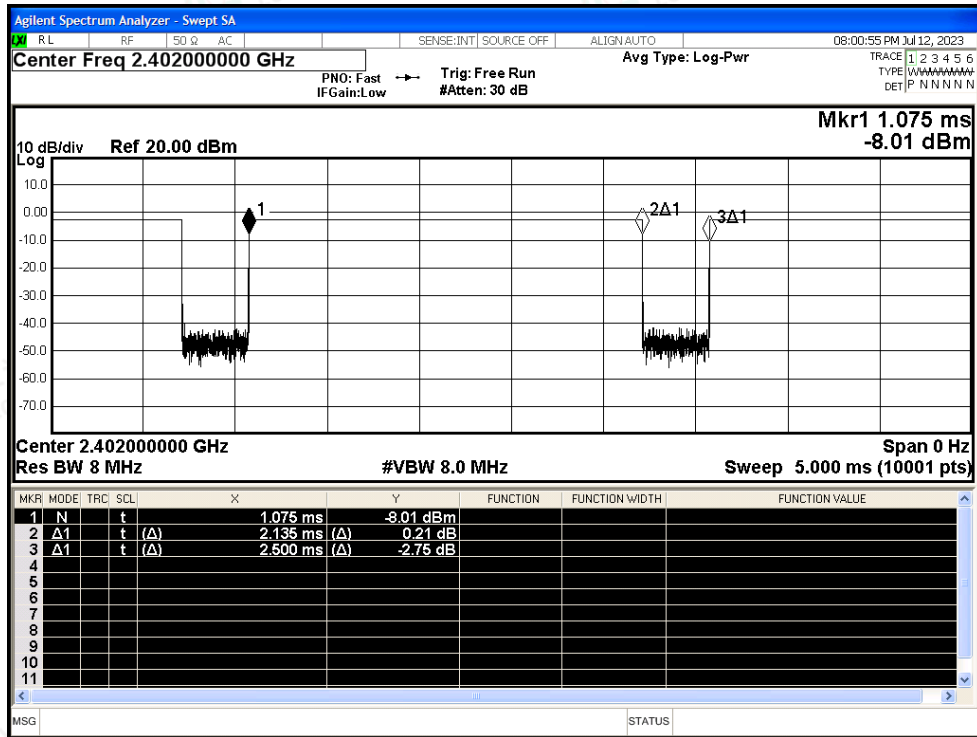 Agilent Spectrum Analyzer - Swept SA
LXI RL RF 50 Ω AC SENSE:INT SOURCE OFF ALIGN AUTO 08:00:55 PM Jul 12, 2023
Center Freq 2.402000000 GHz
PNO: Fast
IFGain:Low
Trig: Free Run
#Atten: 30 dB
Avg Type: Log-Pwr
TRACE 1 2 3 4 5 6
TYPE W
DET P N N N N N
Mkr1 1.075 ms
-8.01 dBm
10 dB/div Ref 20.00 dBm
Log
10.0
0.00
-10.0
-20.0
-30.0
-40.0
-50.0
-60.0
-70.0
1
2Δ1
3Δ1
Center 2.402000000 GHz Span 0 Hz
Res BW 8 MHz #VBW 8.0 MHz Sweep 5.000 ms (10001 pts)
MKR MODE TRC SCL X Y FUNCTION FUNCTION WIDTH FUNCTION VALUE
1 N t 1.075 ms -8.01 dBm
2 Δ1 t (Δ) 2.135 ms (Δ) 0.21 dB
3 Δ1 t (Δ) 2.500 ms (Δ) -2.75 dB
4
5
6
7
8
9
10
11
MSG STATUS